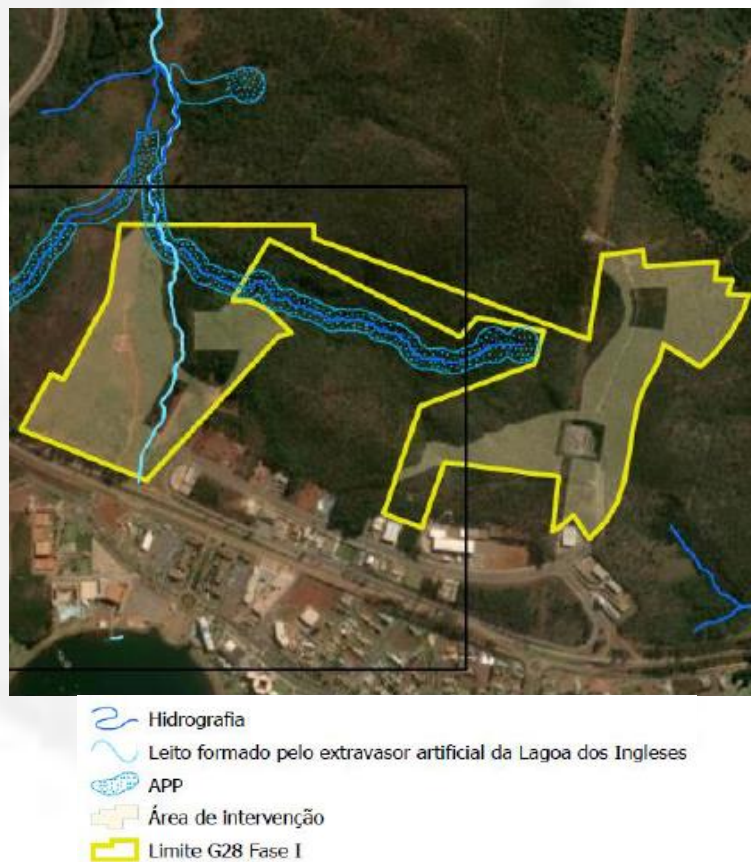 Hidrografia
Leito formado pelo extravasor artificial da Lagoa dos Ingleses
APP
Área de intervenção
Limite G28 Fase I